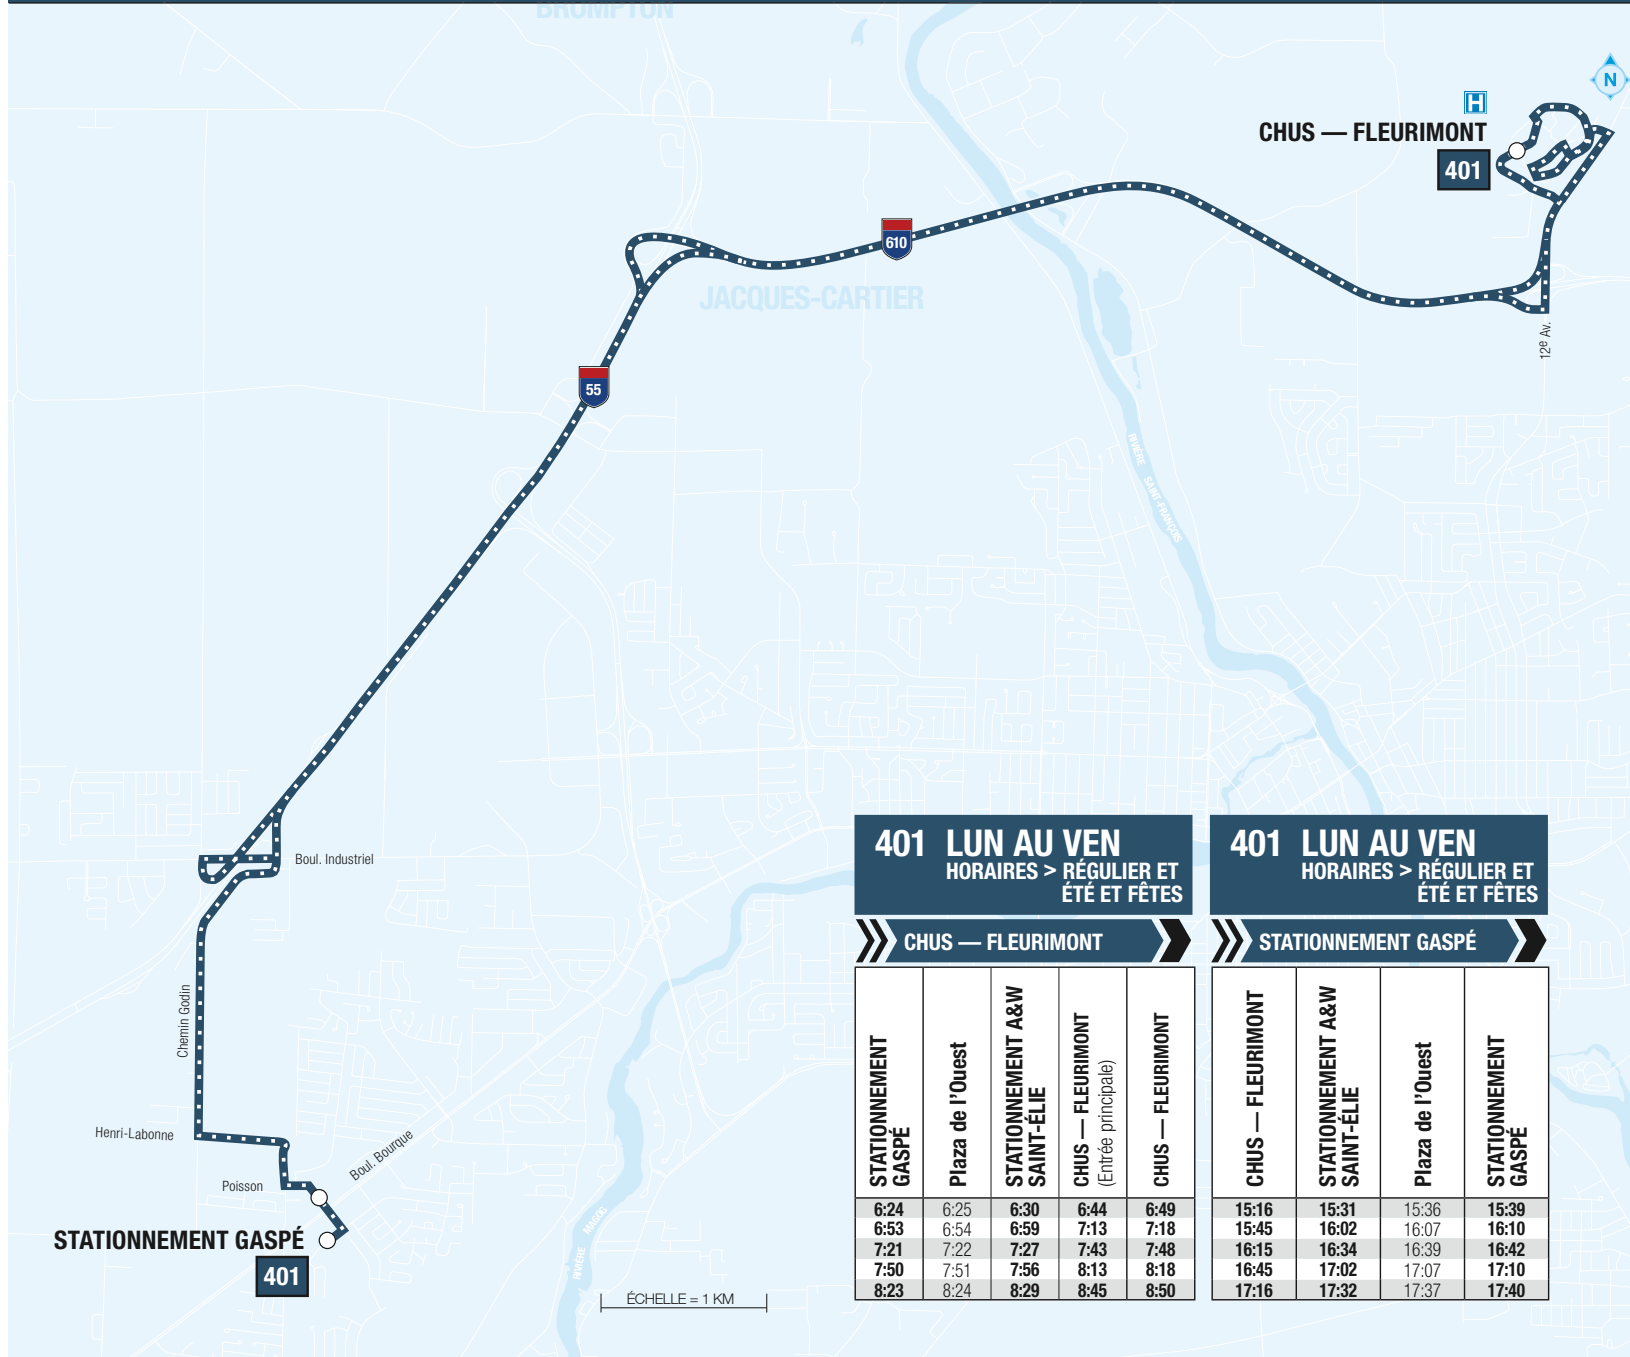 BROMPTON
N
H
CHUS — FLEURIMONT
401
610
JACQUES-CARTIER
12e Av.
55
RIVIÈRE SAINT-FRANÇOIS
Boul. Industriel
Chemin Godin
Henri-Labonne
Boul. Bourque
Poisson
STATIONNEMENT GASPÉ
401
RIVIÈRE MAGOG
ÉCHELLE = 1 KM
401 LUN AU VEN
HORAIRES > RÉGULIER ET
ÉTÉ ET FÊTES
CHUS — FLEURIMONT
STATIONNEMENT
GASPÉ
Plaza de l'Ouest
STATIONNEMENT A&W
SAINT-ÉLIE
CHUS — FLEURIMONT
(Entrée principale)
CHUS — FLEURIMONT
6:24 6:25 6:30 6:44 6:49
6:53 6:54 6:59 7:13 7:18
7:21 7:22 7:27 7:43 7:48
7:50 7:51 7:56 8:13 8:18
8:23 8:24 8:29 8:45 8:50
401 LUN AU VEN
HORAIRES > RÉGULIER ET
ÉTÉ ET FÊTES
STATIONNEMENT GASPÉ
CHUS — FLEURIMONT
STATIONNEMENT A&W
SAINT-ÉLIE
Plaza de l'Ouest
STATIONNEMENT
GASPÉ
15:16 15:31 15:36 15:39
15:45 16:02 16:07 16:10
16:15 16:34 16:39 16:42
16:45 17:02 17:07 17:10
17:16 17:32 17:37 17:40